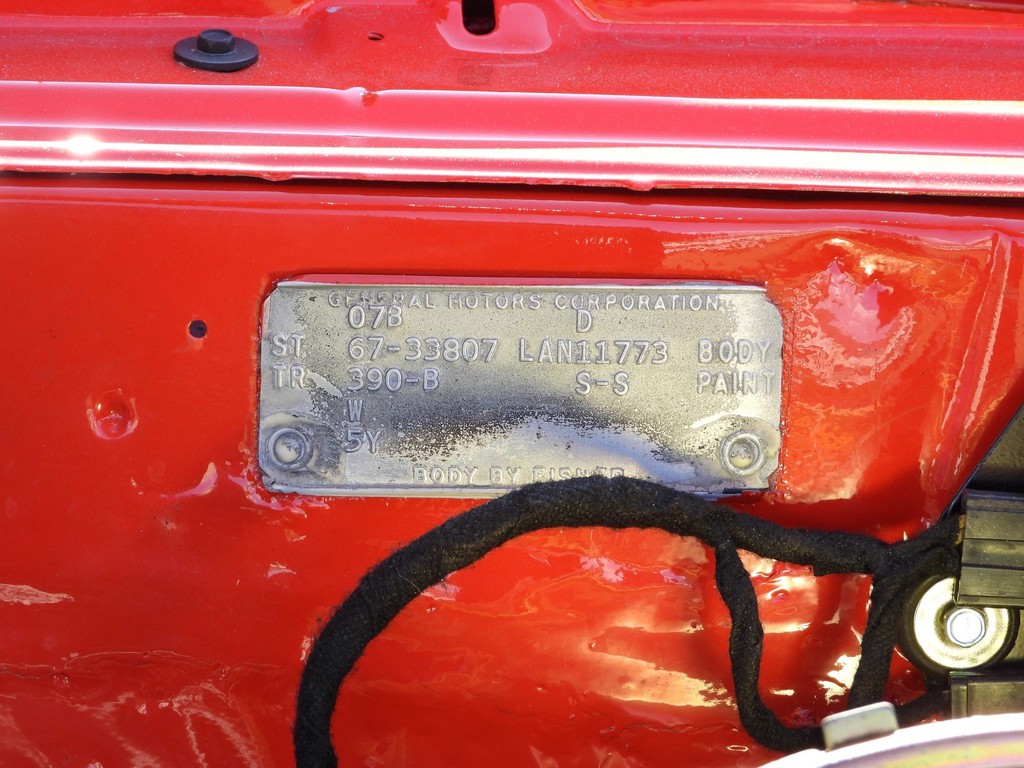 GENERAL MOTORS CORPORATION
07B D
ST 67-33807 LAN11773 BODY
TR 390-B S-S PAINT
W
5Y
BODY BY FISHER